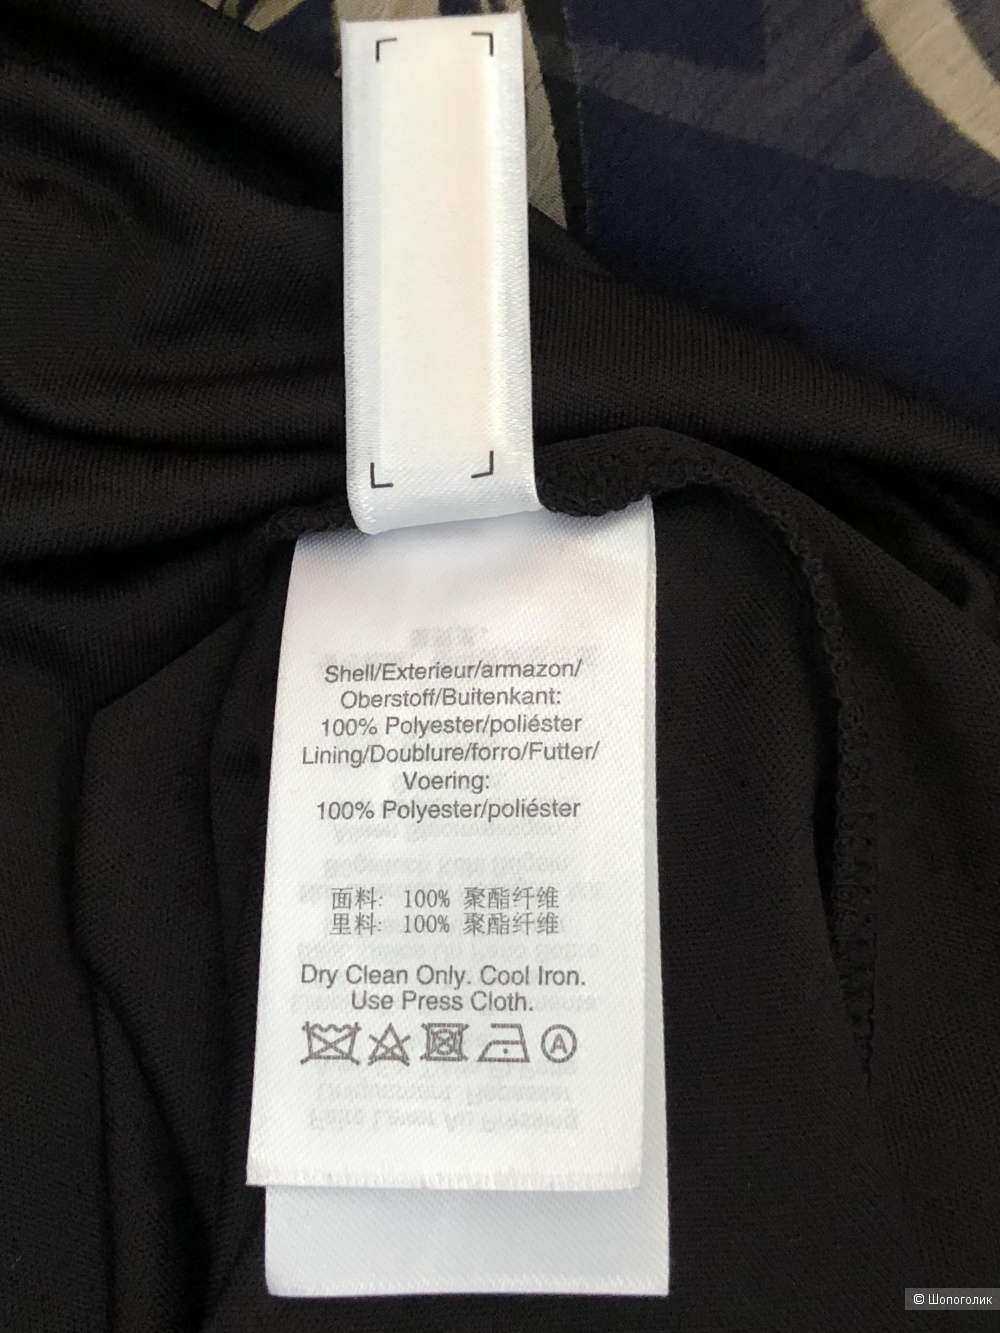 Shell/Exterieur/armazon/
Oberstoff/Buitenkant:
100% Polyester/poliéster
Lining/Doublure/forro/Futter/
Voering:
100% Polyester/poliéster
面料: 100% 聚酯纤维
里料: 100% 聚酯纤维
Dry Clean Only. Cool Iron.
Use Press Cloth.
A
© Шопоголик